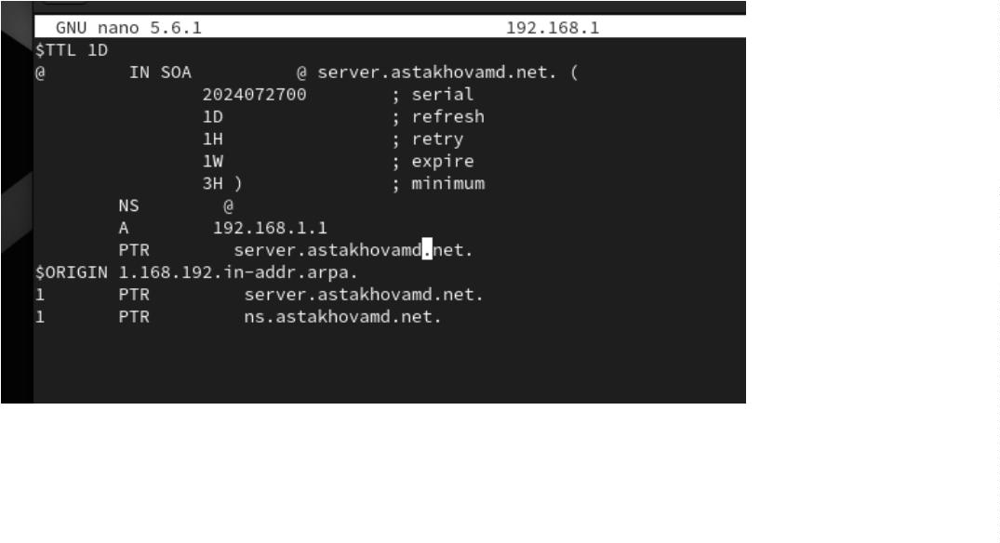 GNU nano 5.6.1 192.168.1
$TTL 1D
@ IN SOA @ server.astakhovamd.net. (
2024072700 ; serial
1D ; refresh
1H ; retry
1W ; expire
3H ) ; minimum
NS @
A 192.168.1.1
PTR server.astakhovamd.net.
$ORIGIN 1.168.192.in-addr.arpa.
1 PTR server.astakhovamd.net.
1 PTR ns.astakhovamd.net.